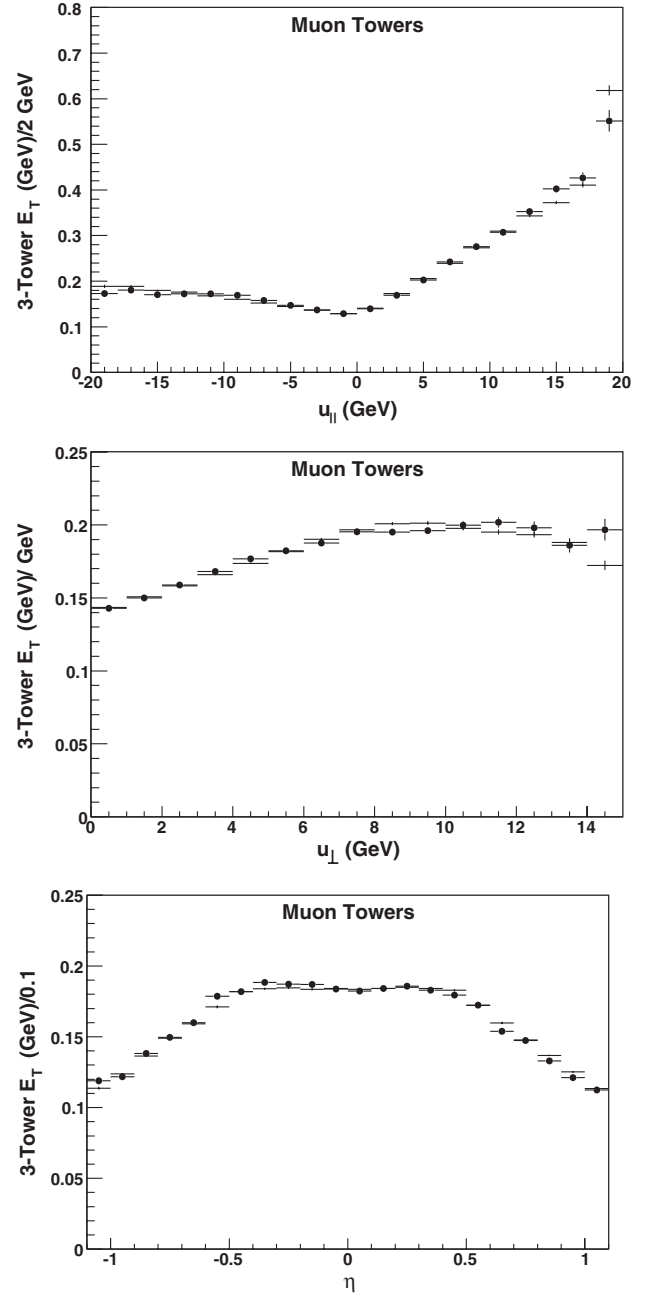 Muon Towers
3-Tower E_T (GeV)/2 GeV
0.8
0.7
0.6
0.5
0.4
0.3
0.2
0.1
0
-20 -15 -10 -5 0 5 10 15 20
u_|| (GeV)
Muon Towers
3-Tower E_T (GeV)/ GeV
0.25
0.2
0.15
0.1
0.05
0
0 2 4 6 8 10 12 14
u_⊥ (GeV)
Muon Towers
3-Tower E_T (GeV)/0.1
0.25
0.2
0.15
0.1
0.05
0
-1 -0.5 0 0.5 1
η